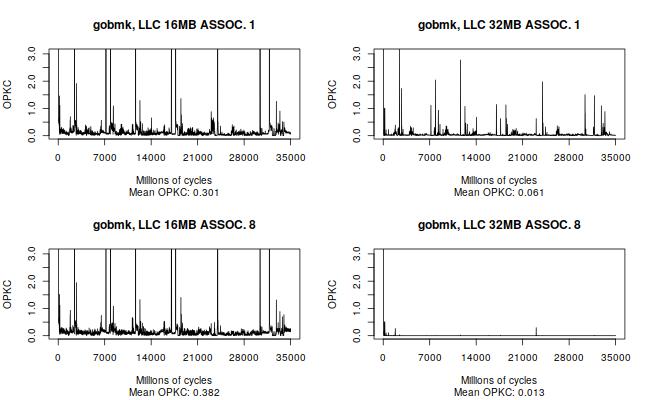 gobmk, LLC 16MB ASSOC. 1
OPKC
0.0 1.0 2.0 3.0
0 7000 14000 21000 28000 35000
Millions of cycles
Mean OPKC: 0.301
gobmk, LLC 32MB ASSOC. 1
OPKC
0.0 1.0 2.0 3.0
0 7000 14000 21000 28000 35000
Millions of cycles
Mean OPKC: 0.061
gobmk, LLC 16MB ASSOC. 8
OPKC
0.0 1.0 2.0 3.0
0 7000 14000 21000 28000 35000
Millions of cycles
Mean OPKC: 0.382
gobmk, LLC 32MB ASSOC. 8
OPKC
0.0 1.0 2.0 3.0
0 7000 14000 21000 28000 35000
Millions of cycles
Mean OPKC: 0.013